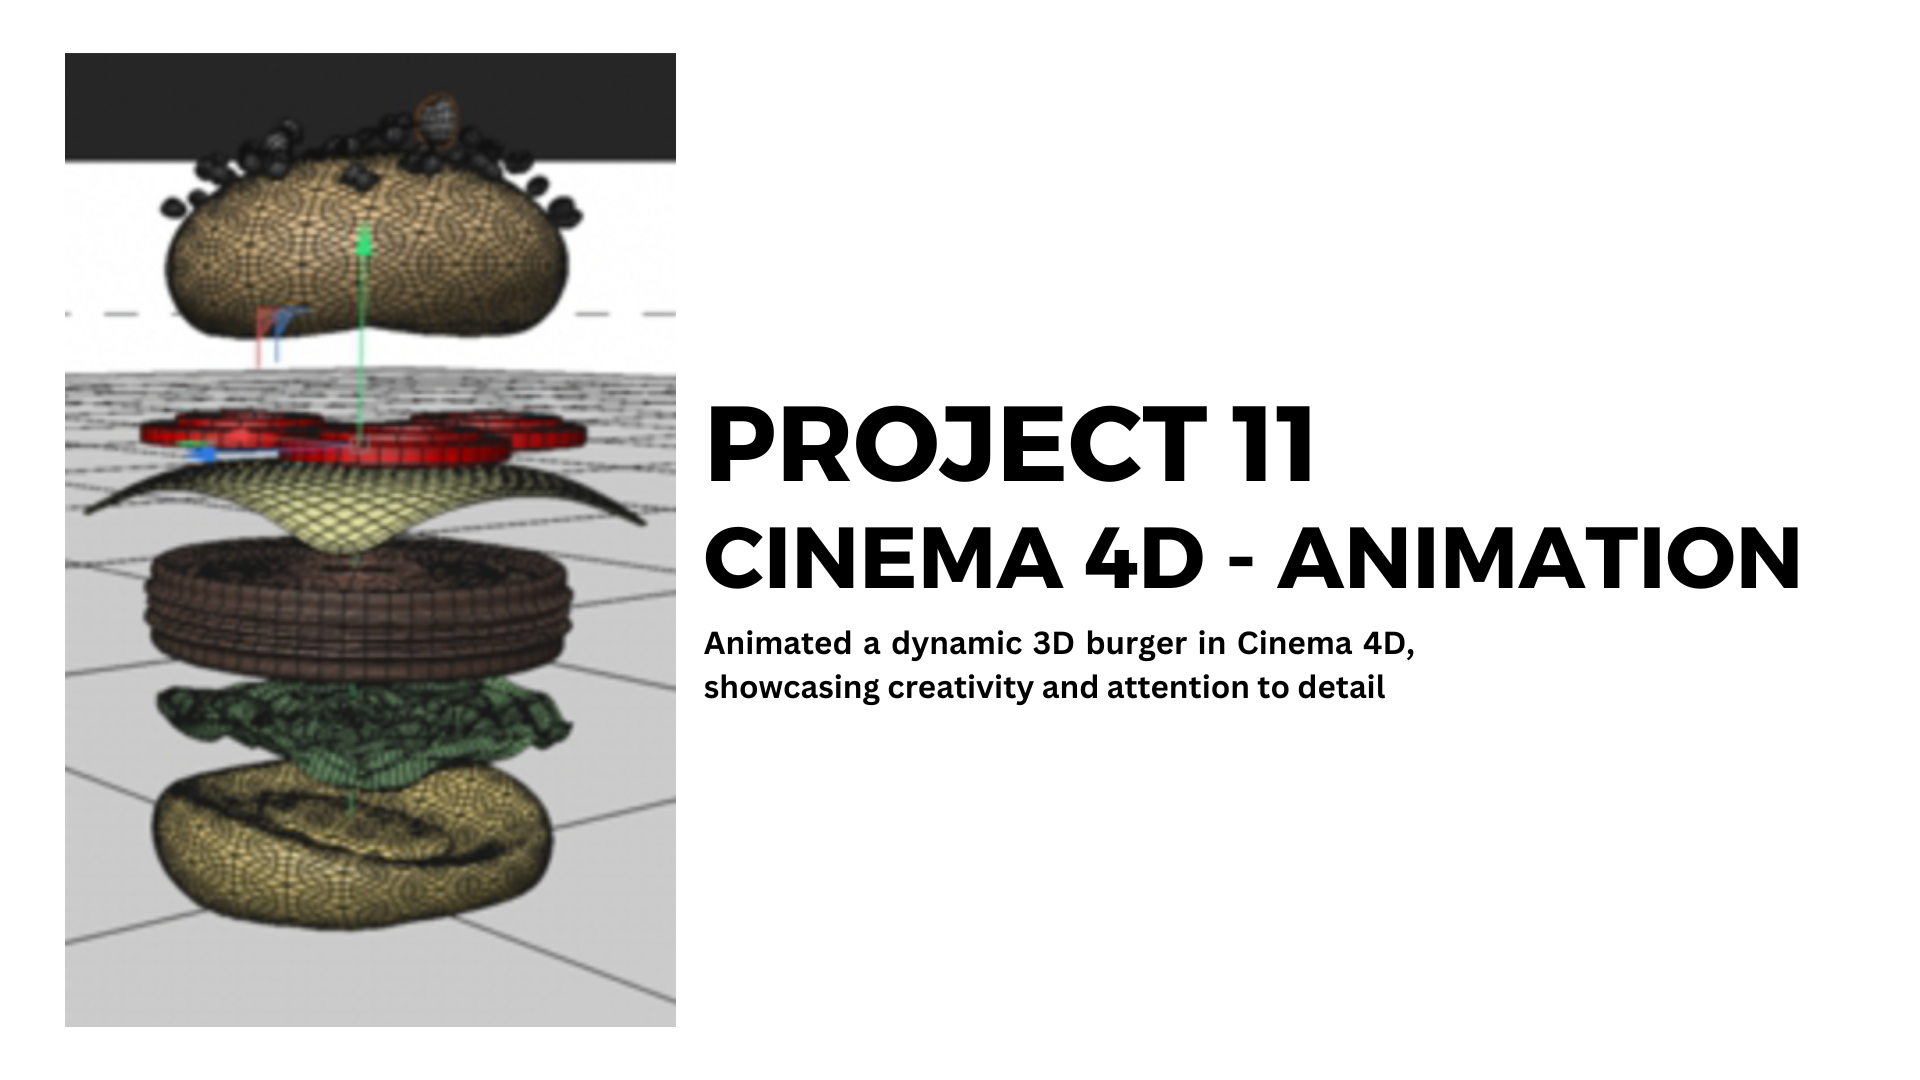 PROJECT 11
CINEMA 4D - ANIMATION
Animated a dynamic 3D burger in Cinema 4D,
showcasing creativity and attention to detail